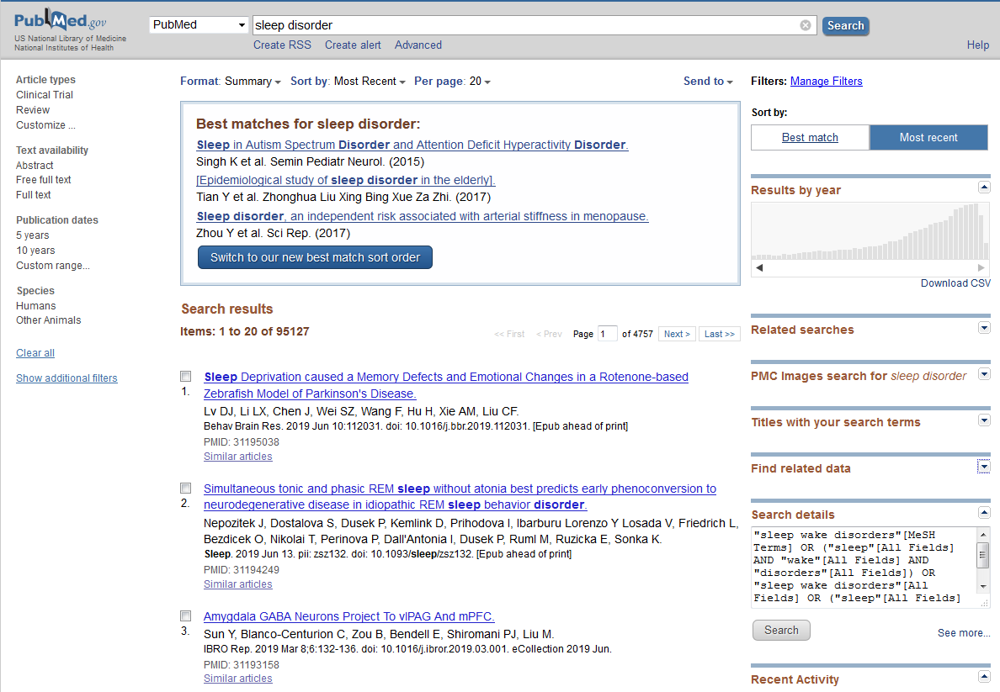 PubMed.gov
US National Library of Medicine
National Institutes of Health
PubMed
sleep disorder
Search
Create RSS Create alert Advanced
Help
Article types
Clinical Trial
Review
Customize ...
Text availability
Abstract
Free full text
Full text
Publication dates
5 years
10 years
Custom range...
Species
Humans
Other Animals
Clear all
Show additional filters
Format: Summary Sort by: Most Recent Per page: 20 Send to
Best matches for sleep disorder:
Sleep in Autism Spectrum Disorder and Attention Deficit Hyperactivity Disorder.
Singh K et al. Semin Pediatr Neurol. (2015)
[Epidemiological study of sleep disorder in the elderly].
Tian Y et al. Zhonghua Liu Xing Bing Xue Za Zhi. (2017)
Sleep disorder, an independent risk associated with arterial stiffness in menopause.
Zhou Y et al. Sci Rep. (2017)
Switch to our new best match sort order
Search results
Items: 1 to 20 of 95127
<< First < Prev Page 1 of 4757 Next > Last >>
Sleep Deprivation caused a Memory Defects and Emotional Changes in a Rotenone-based
1. Zebrafish Model of Parkinson's Disease.
Lv DJ, Li LX, Chen J, Wei SZ, Wang F, Hu H, Xie AM, Liu CF.
Behav Brain Res. 2019 Jun 10:112031. doi: 10.1016/j.bbr.2019.112031. [Epub ahead of print]
PMID: 31195038
Similar articles
Simultaneous tonic and phasic REM sleep without atonia best predicts early phenoconversion to
2. neurodegenerative disease in idiopathic REM sleep behavior disorder.
Nepozitek J, Dostalova S, Dusek P, Kemlink D, Prihodova I, Ibarburu Lorenzo Y Losada V, Friedrich L,
Bezdicek O, Nikolai T, Perinova P, Dall'Antonia I, Dusek P, Ruml M, Ruzicka E, Sonka K.
Sleep. 2019 Jun 13. pii: zsz132. doi: 10.1093/sleep/zsz132. [Epub ahead of print]
PMID: 31194249
Similar articles
Amygdala GABA Neurons Project To vlPAG And mPFC.
3. Sun Y, Blanco-Centurion C, Zou B, Bendell E, Shiromani PJ, Liu M.
IBRO Rep. 2019 Mar 8;6:132-136. doi: 10.1016/j.ibror.2019.03.001. eCollection 2019 Jun.
PMID: 31193158
Similar articles
Filters: Manage Filters
Sort by:
Best match Most recent
Results by year
Download CSV
Related searches
PMC Images search for sleep disorder
Titles with your search terms
Find related data
Search details
"sleep wake disorders"[MeSH
Terms] OR ("sleep"[All Fields]
AND "wake"[All Fields] AND
"disorders"[All Fields]) OR
"sleep wake disorders"[All
Fields] OR ("sleep"[All Fields]
Search
See more...
Recent Activity